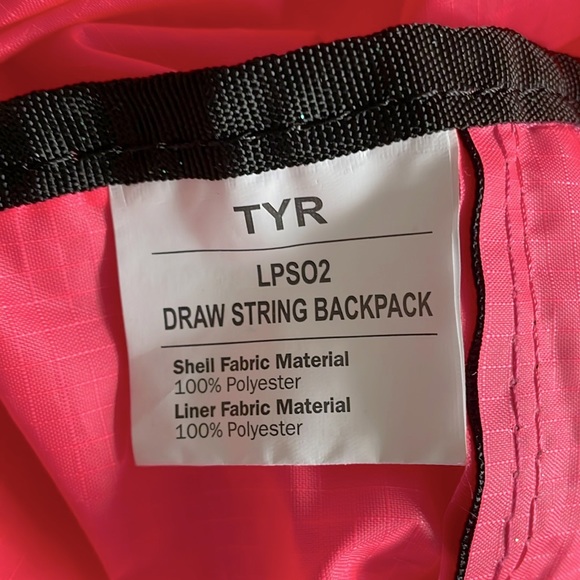 TYR
LPSO2
DRAW STRING BACKPACK
Shell Fabric Material
100% Polyester
Liner Fabric Material
100% Polyester